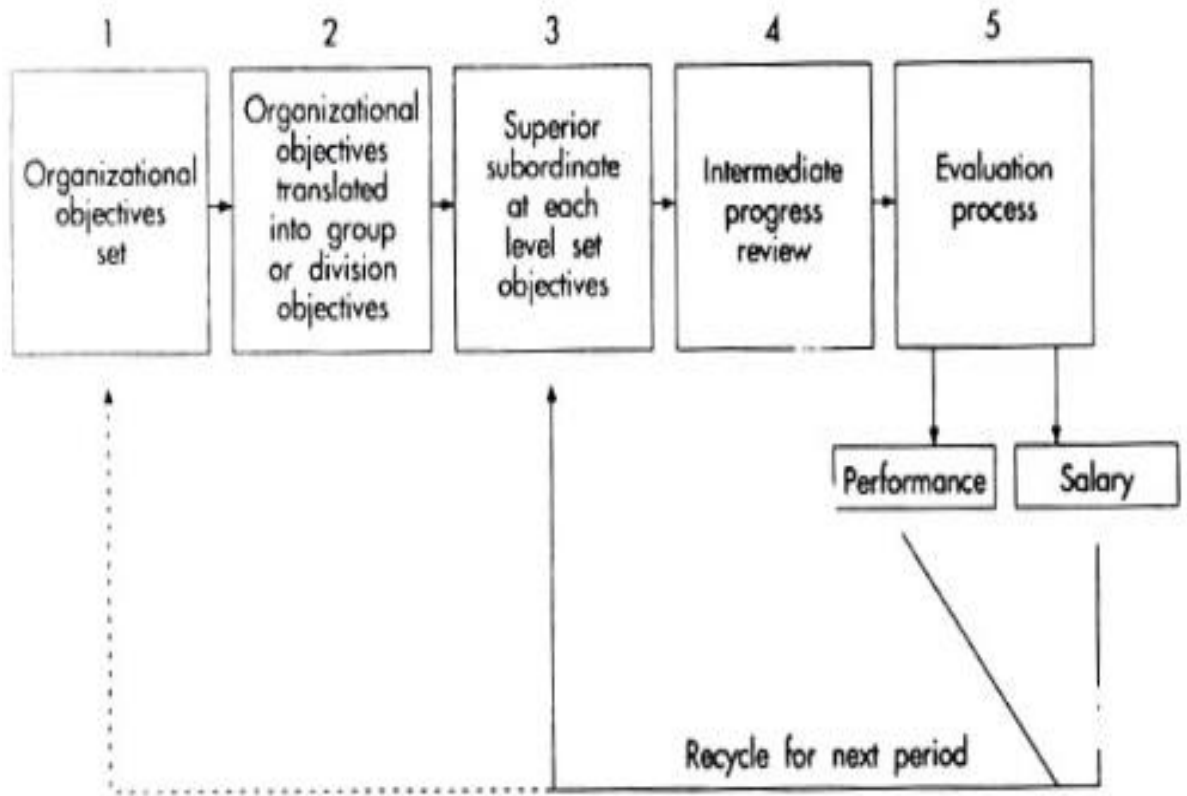 1
2
3
4
5
Organizational
objectives
set
Organizational
objectives
translated
into group
or division
objectives
Superior
subordinate
at each
level set
objectives
Intermediate
progress
review
Evaluation
process
Performance
Salary
Recycle for next period